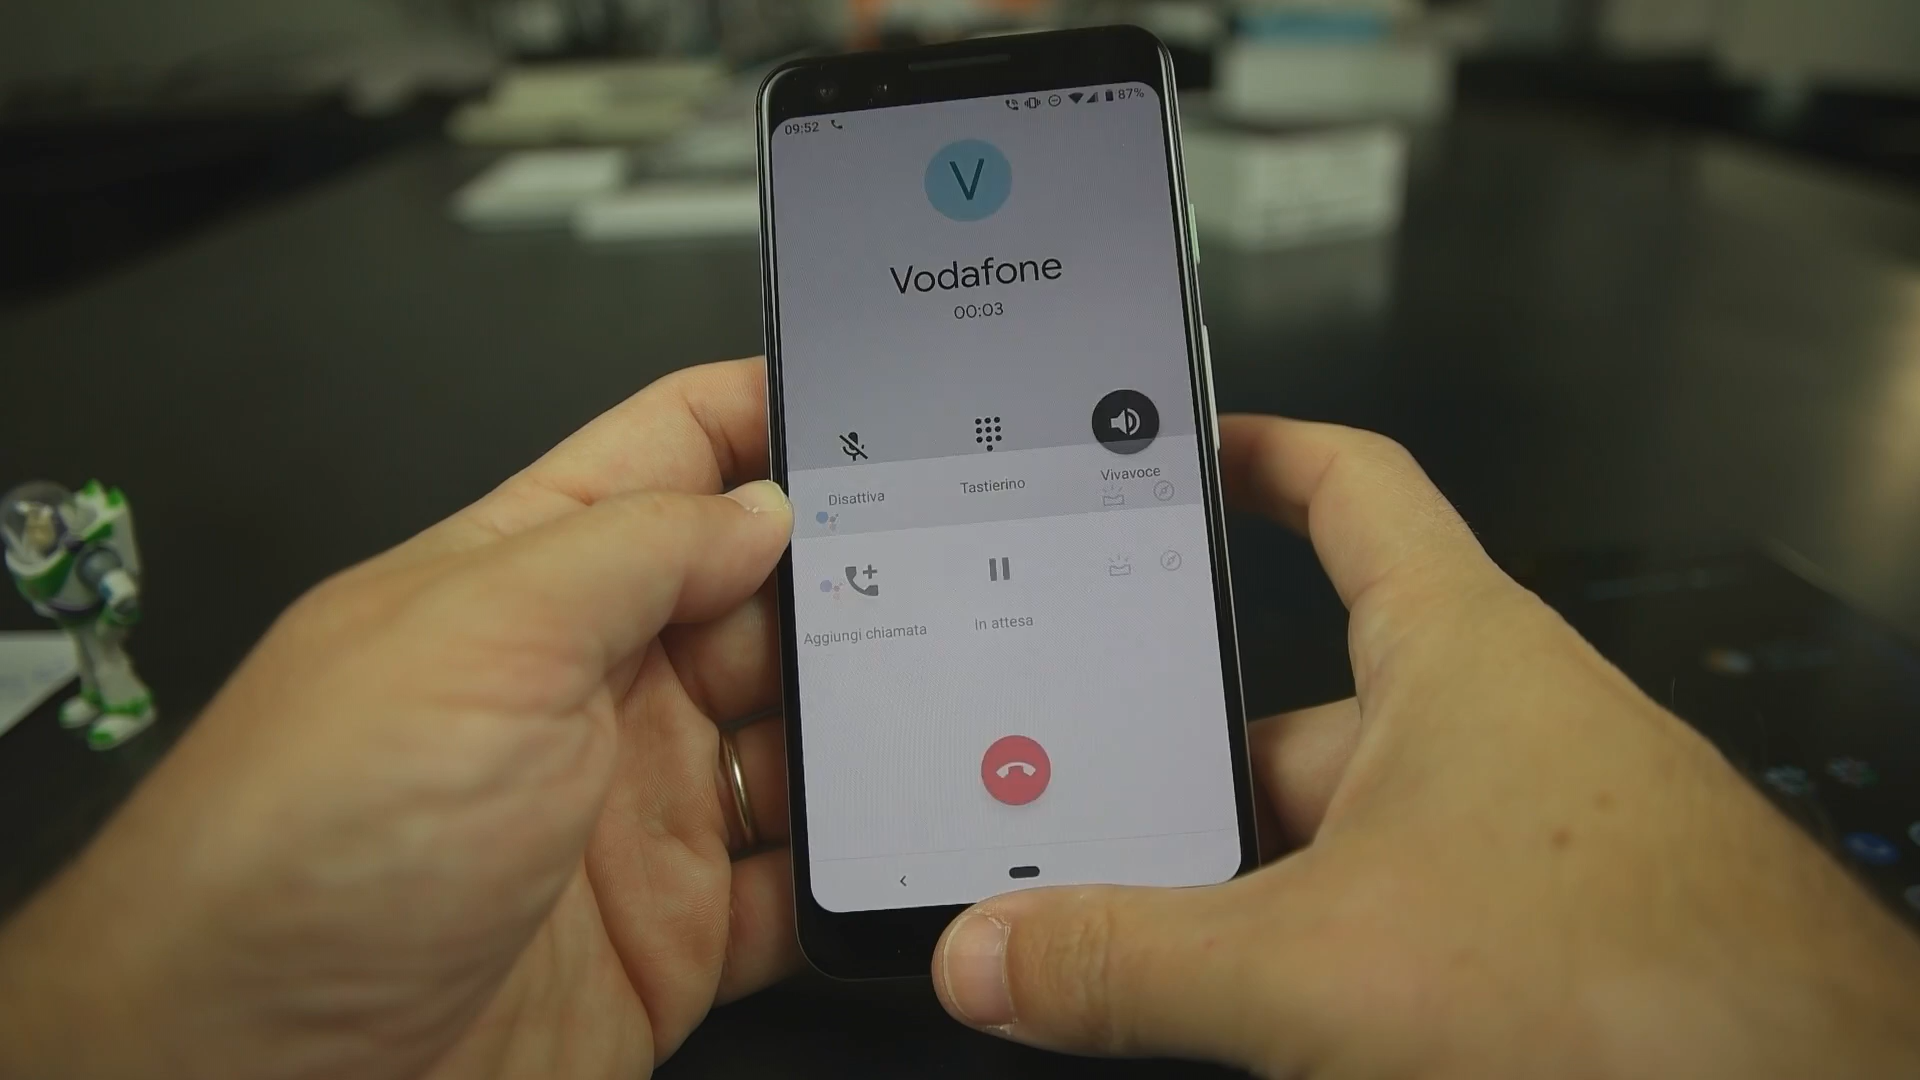 09:52
87%
V
Vodafone
00:03
Disattiva
Tastierino
Vivavoce
Aggiungi chiamata
In attesa